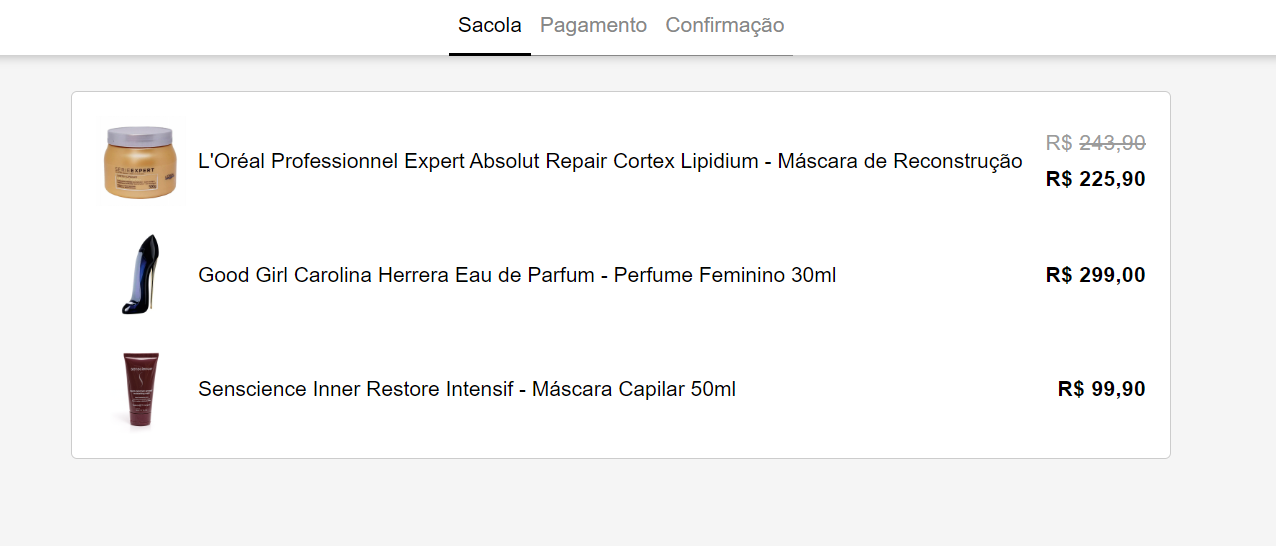 Sacola Pagamento Confirmação
L'Oréal Professionnel Expert Absolut Repair Cortex Lipidium - Máscara de Reconstrução
R$ 243,90
R$ 225,90
Good Girl Carolina Herrera Eau de Parfum - Perfume Feminino 30ml
R$ 299,00
Senscience Inner Restore Intensif - Máscara Capilar 50ml
R$ 99,90